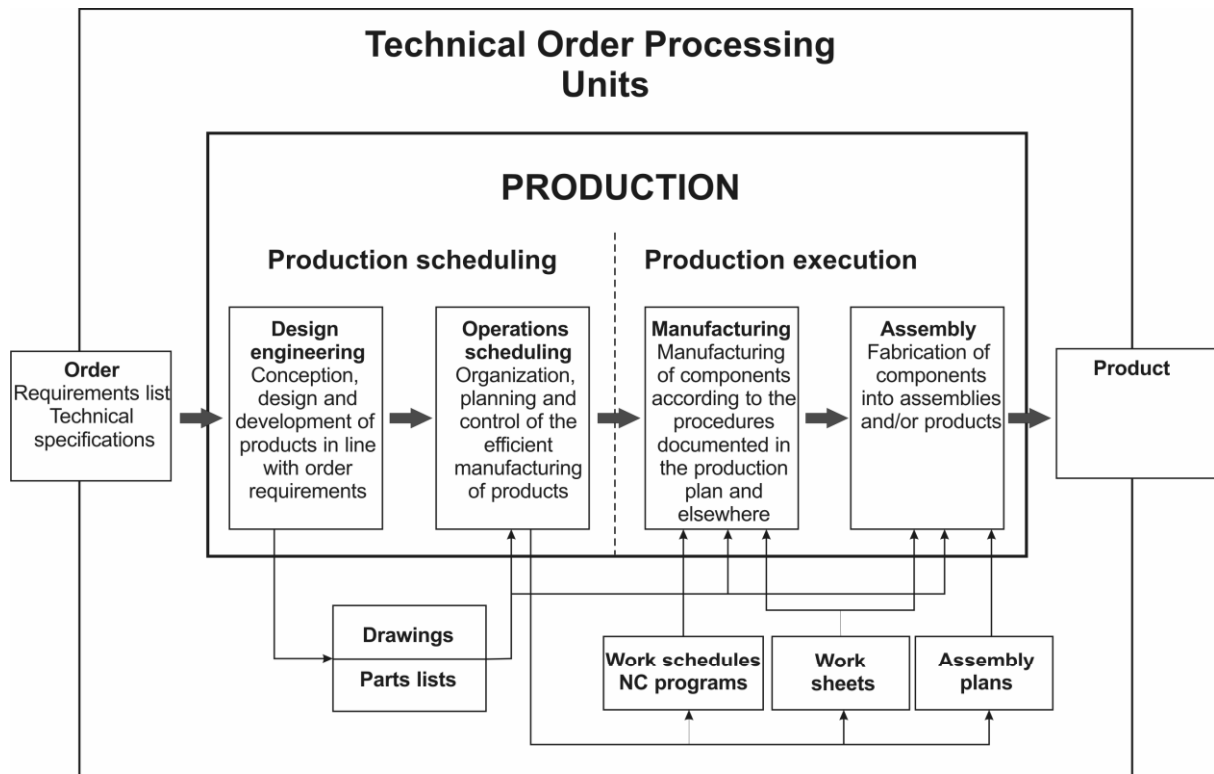 Technical Order Processing
Units
PRODUCTION
Production scheduling
Production execution
Order
Requirements list
Technical
specifications
Design
engineering
Conception,
design and
development of
products in line
with order
requirements
Operations
scheduling
Organization,
planning and
control of the
efficient
manufacturing
of products
Manufacturing
Manufacturing
of components
according to the
procedures
documented in
the production
plan and
elsewhere
Assembly
Fabrication of
components
into assemblies
and/or products
Product
Drawings
Parts lists
Work schedules
NC programs
Work
sheets
Assembly
plans